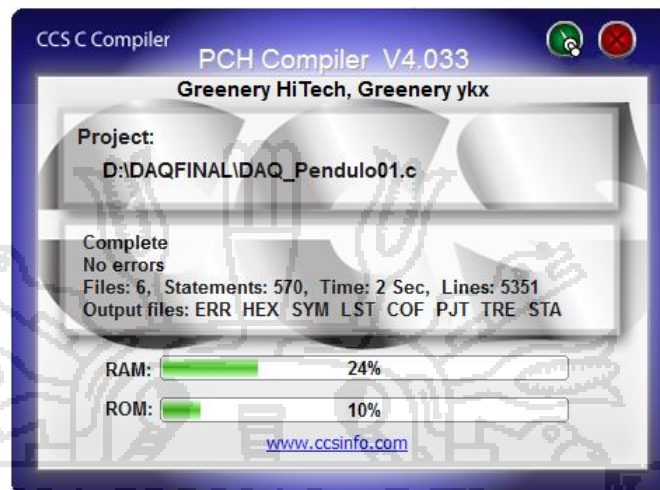 CCS C Compiler
PCH Compiler V4.033
Greenery HiTech, Greenery ykx
Project:
D:\DAQFINAL\DAQ_Pendulo01.c
Complete
No errors
Files: 6, Statements: 570, Time: 2 Sec, Lines: 5351
Output files: ERR HEX SYM LST COF PJT TRE STA
RAM: 24%
ROM: 10%
www.ccsinfo.com